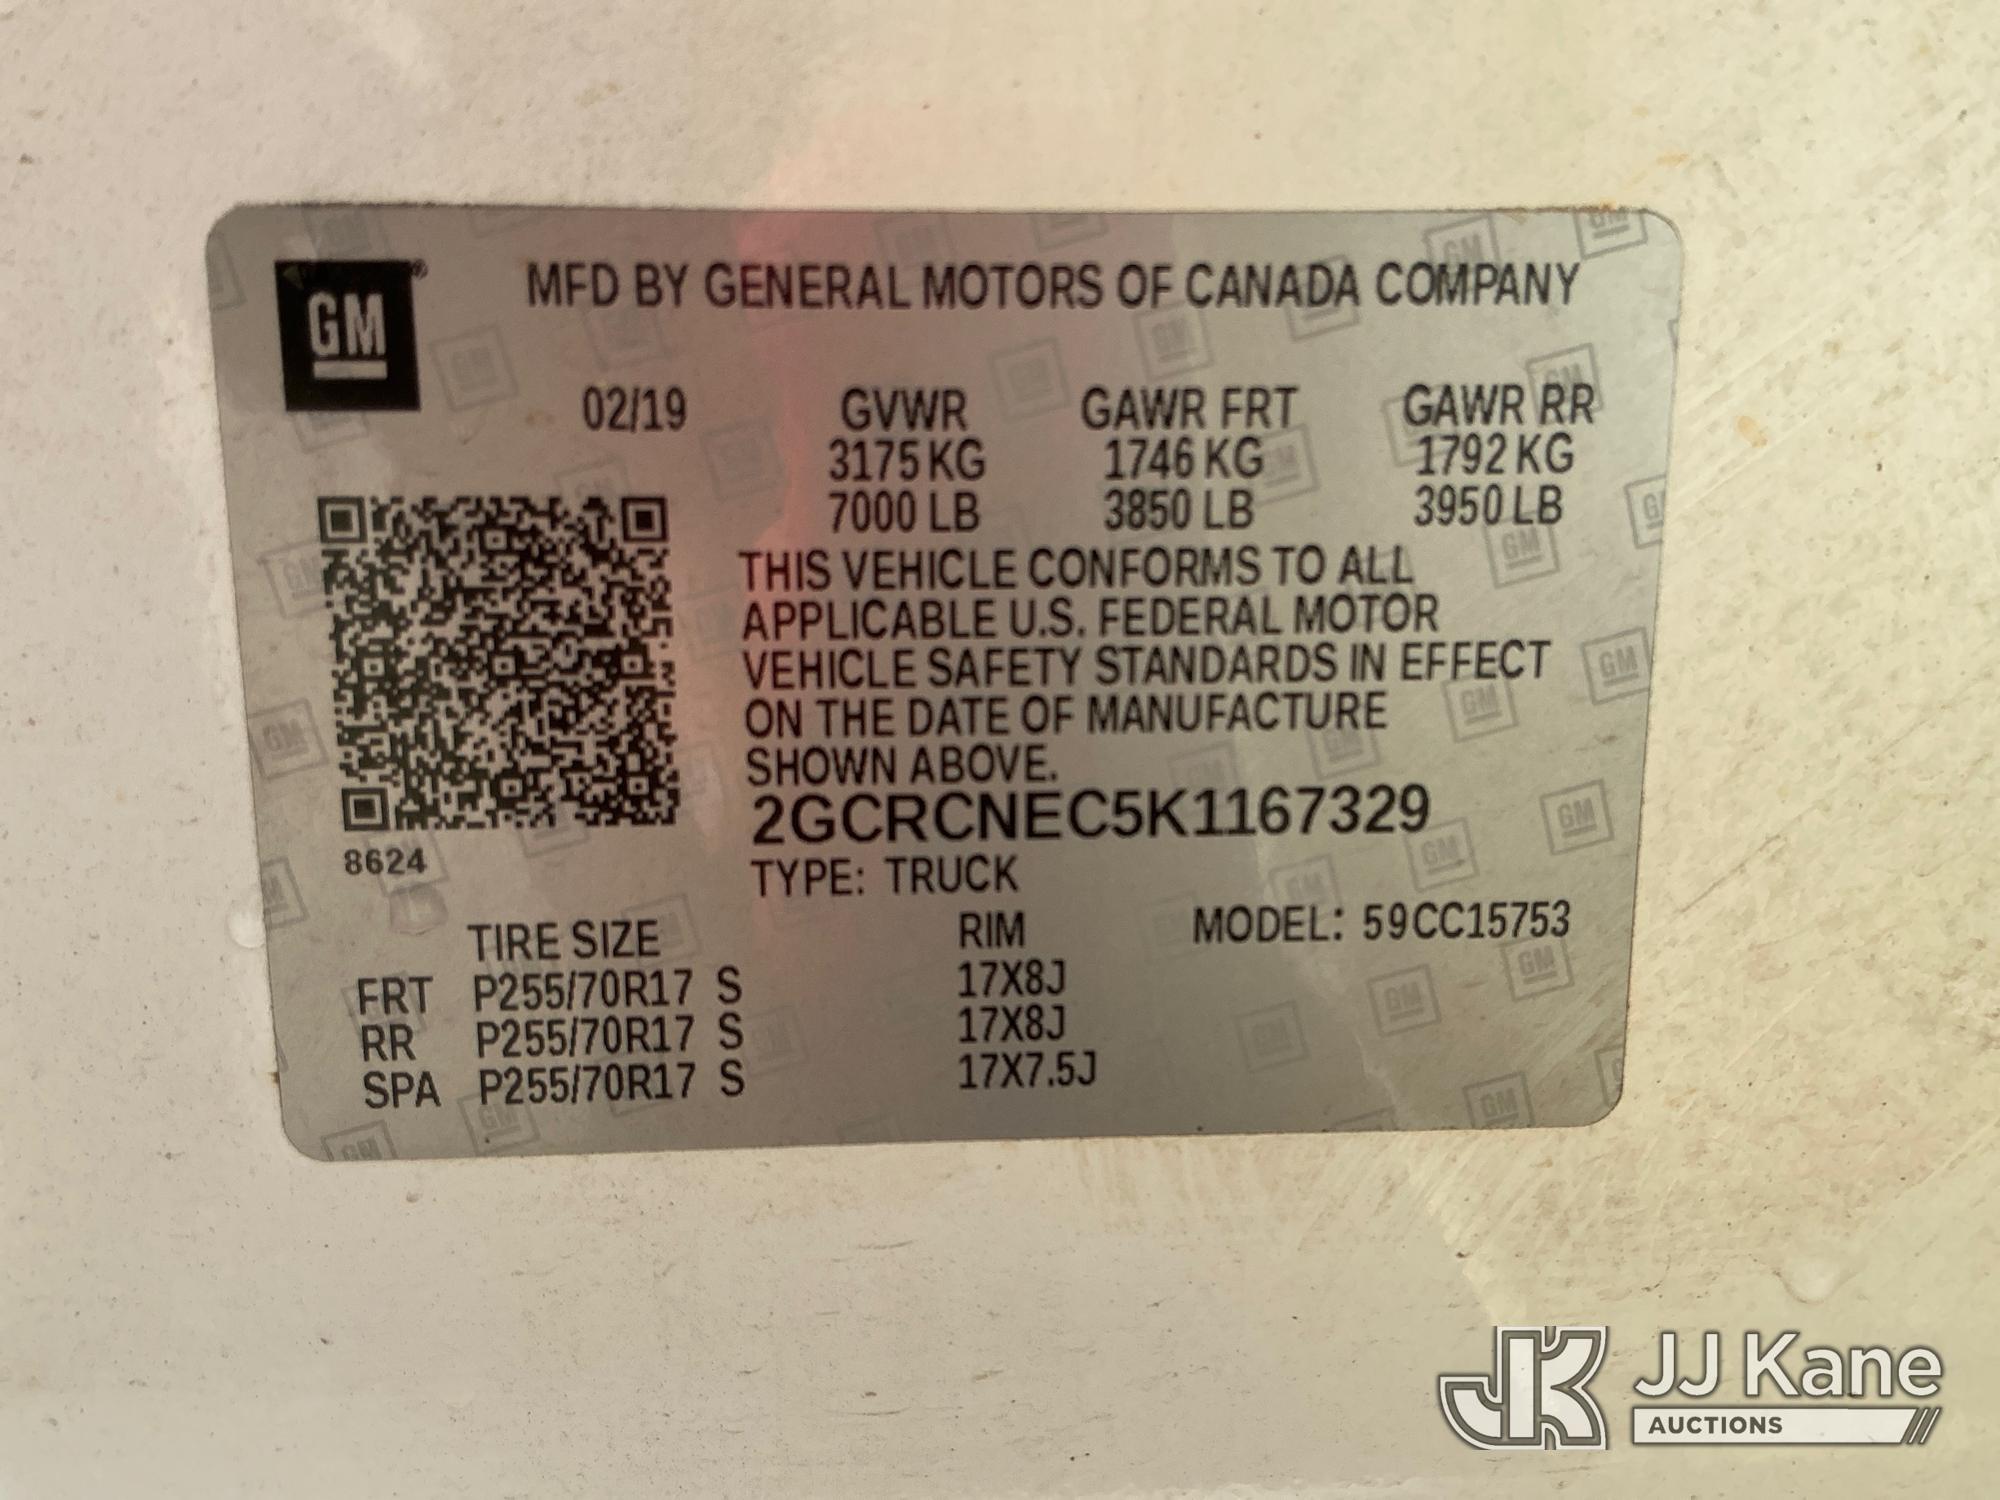 GM
MFD BY GENERAL MOTORS OF CANADA COMPANY
02/19 GVWR GAWR FRT GAWR RR
3175 KG 1746 KG 1792 KG
7000 LB 3850 LB 3950 LB
THIS VEHICLE CONFORMS TO ALL
APPLICABLE U.S. FEDERAL MOTOR
VEHICLE SAFETY STANDARDS IN EFFECT
ON THE DATE OF MANUFACTURE
SHOWN ABOVE.
2GCRCNEC5K1167329
8624
TYPE: TRUCK
TIRE SIZE RIM MODEL: 59CC15753
FRT P255/70R17 S 17X8J
RR P255/70R17 S 17X8J
SPA P255/70R17 S 17X7.5J
JK JJ Kane
AUCTIONS